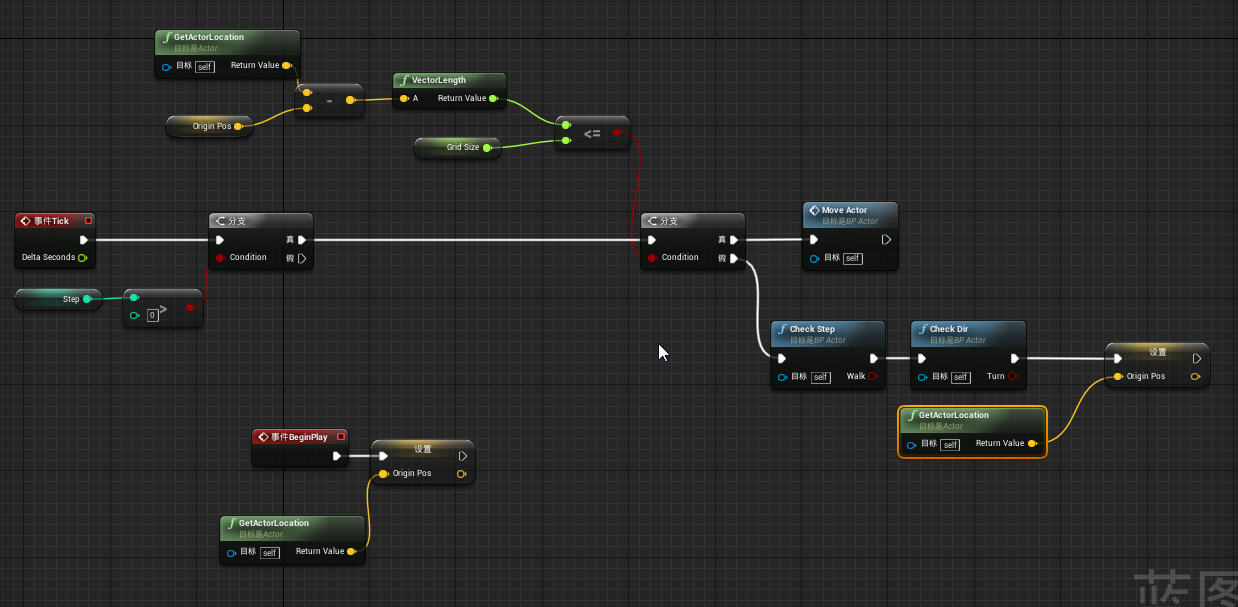 GetActorLocation
目标是Actor
目标 self Return Value
Origin Pos
-
VectorLength
A Return Value
Grid Size
<=
事件Tick
Delta Seconds
分支
真
Condition 假
Step
0 >
分支
真
Condition 假
Move Actor
目标是BP Actor
目标 self
Check Step
目标是BP Actor
目标 self Walk
Check Dir
目标是BP Actor
目标 self Turn
设置
Origin Pos
GetActorLocation
目标是Actor
目标 self Return Value
事件BeginPlay
设置
Origin Pos
GetActorLocation
目标是Actor
目标 self Return Value
蓝图